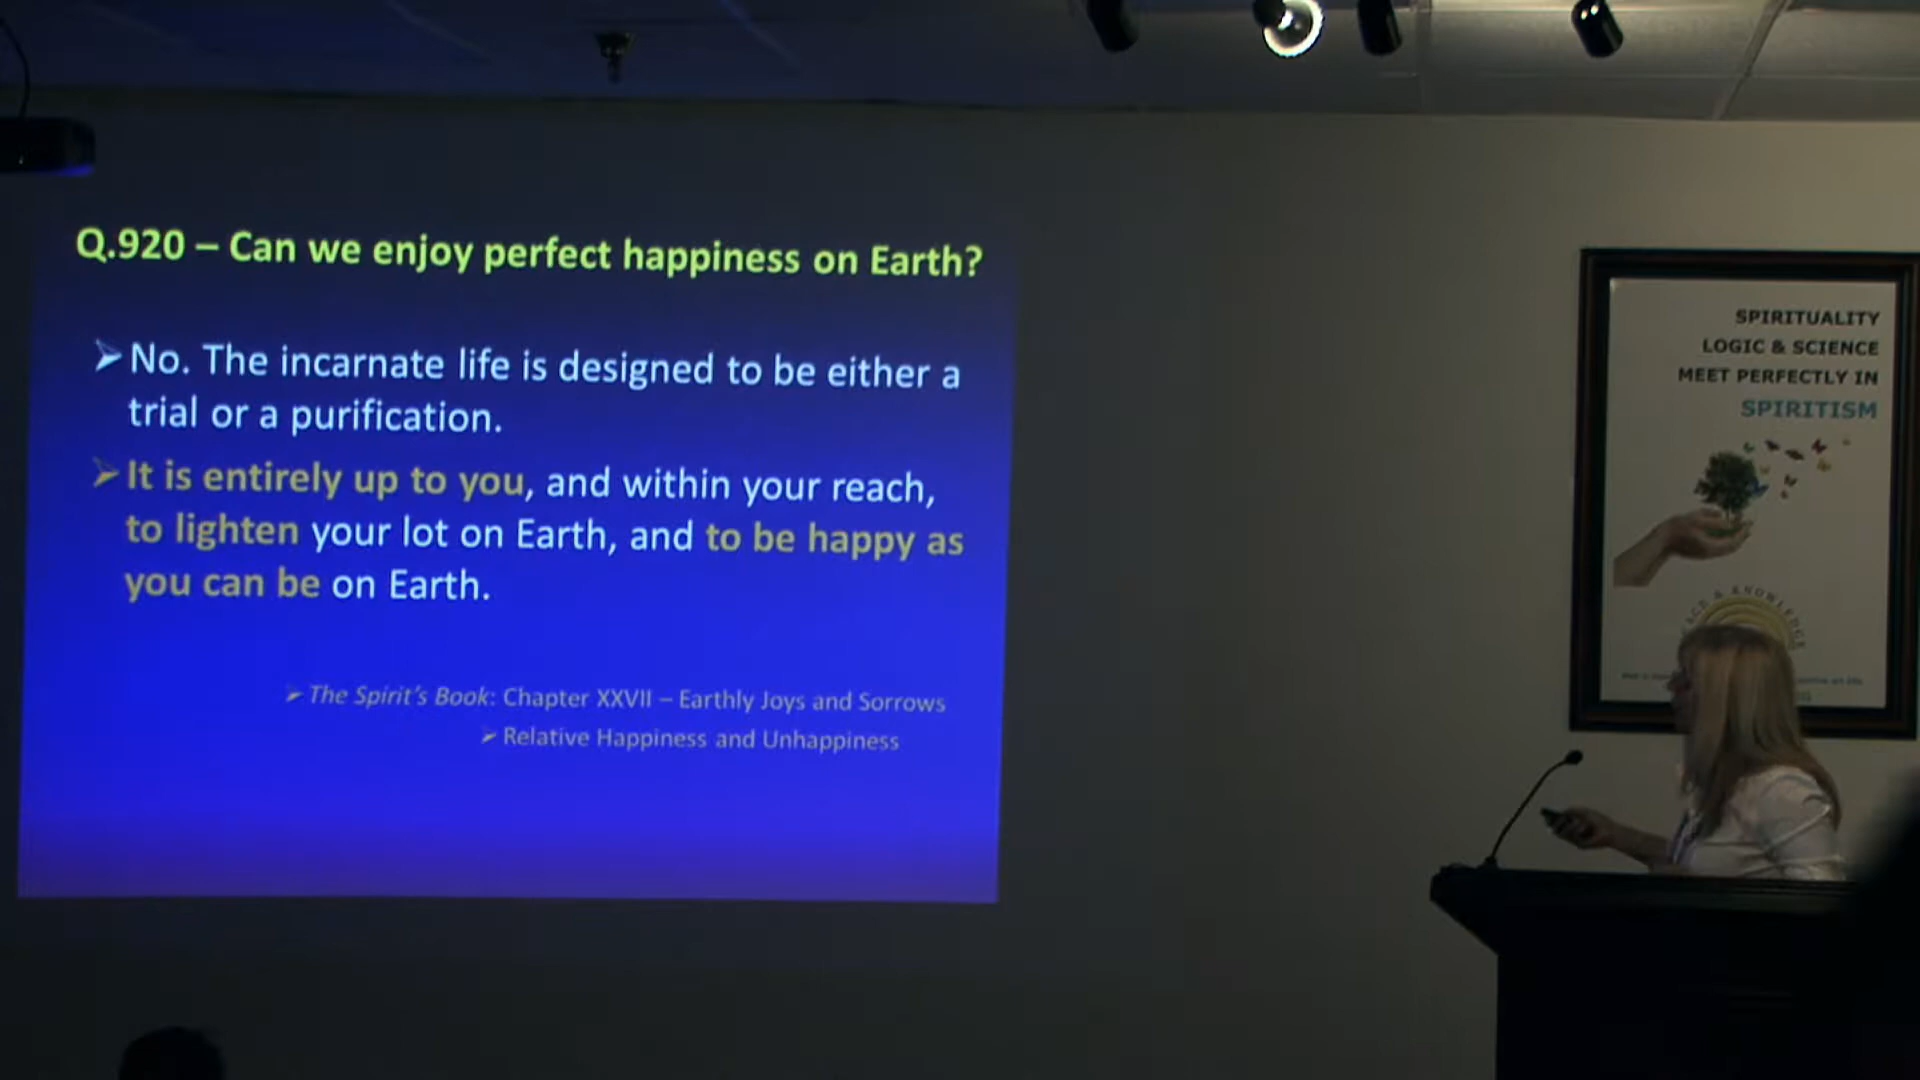 Q.920 – Can we enjoy perfect happiness on Earth?
➢ No. The incarnate life is designed to be either a
trial or a purification.
➢ It is entirely up to you, and within your reach,
to lighten your lot on Earth, and to be happy as
you can be on Earth.
➢ The Spirit's Book: Chapter XXVII – Earthly Joys and Sorrows
➢ Relative Happiness and Unhappiness
SPIRITUALITY
LOGIC & SCIENCE
MEET PERFECTLY IN
SPIRITISM
& KNOWLEDGE